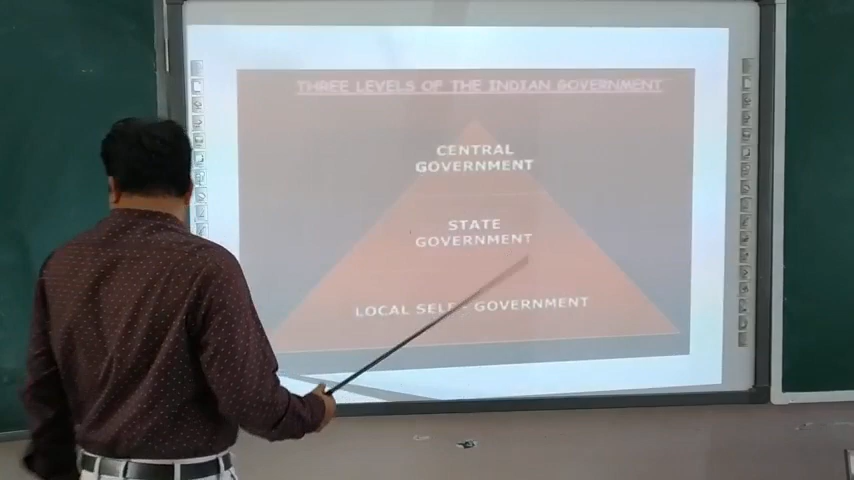 THREE LEVELS OF THE INDIAN GOVERNMENT
CENTRAL
GOVERNMENT
STATE
GOVERNMENT
LOCAL SELF - GOVERNMENT